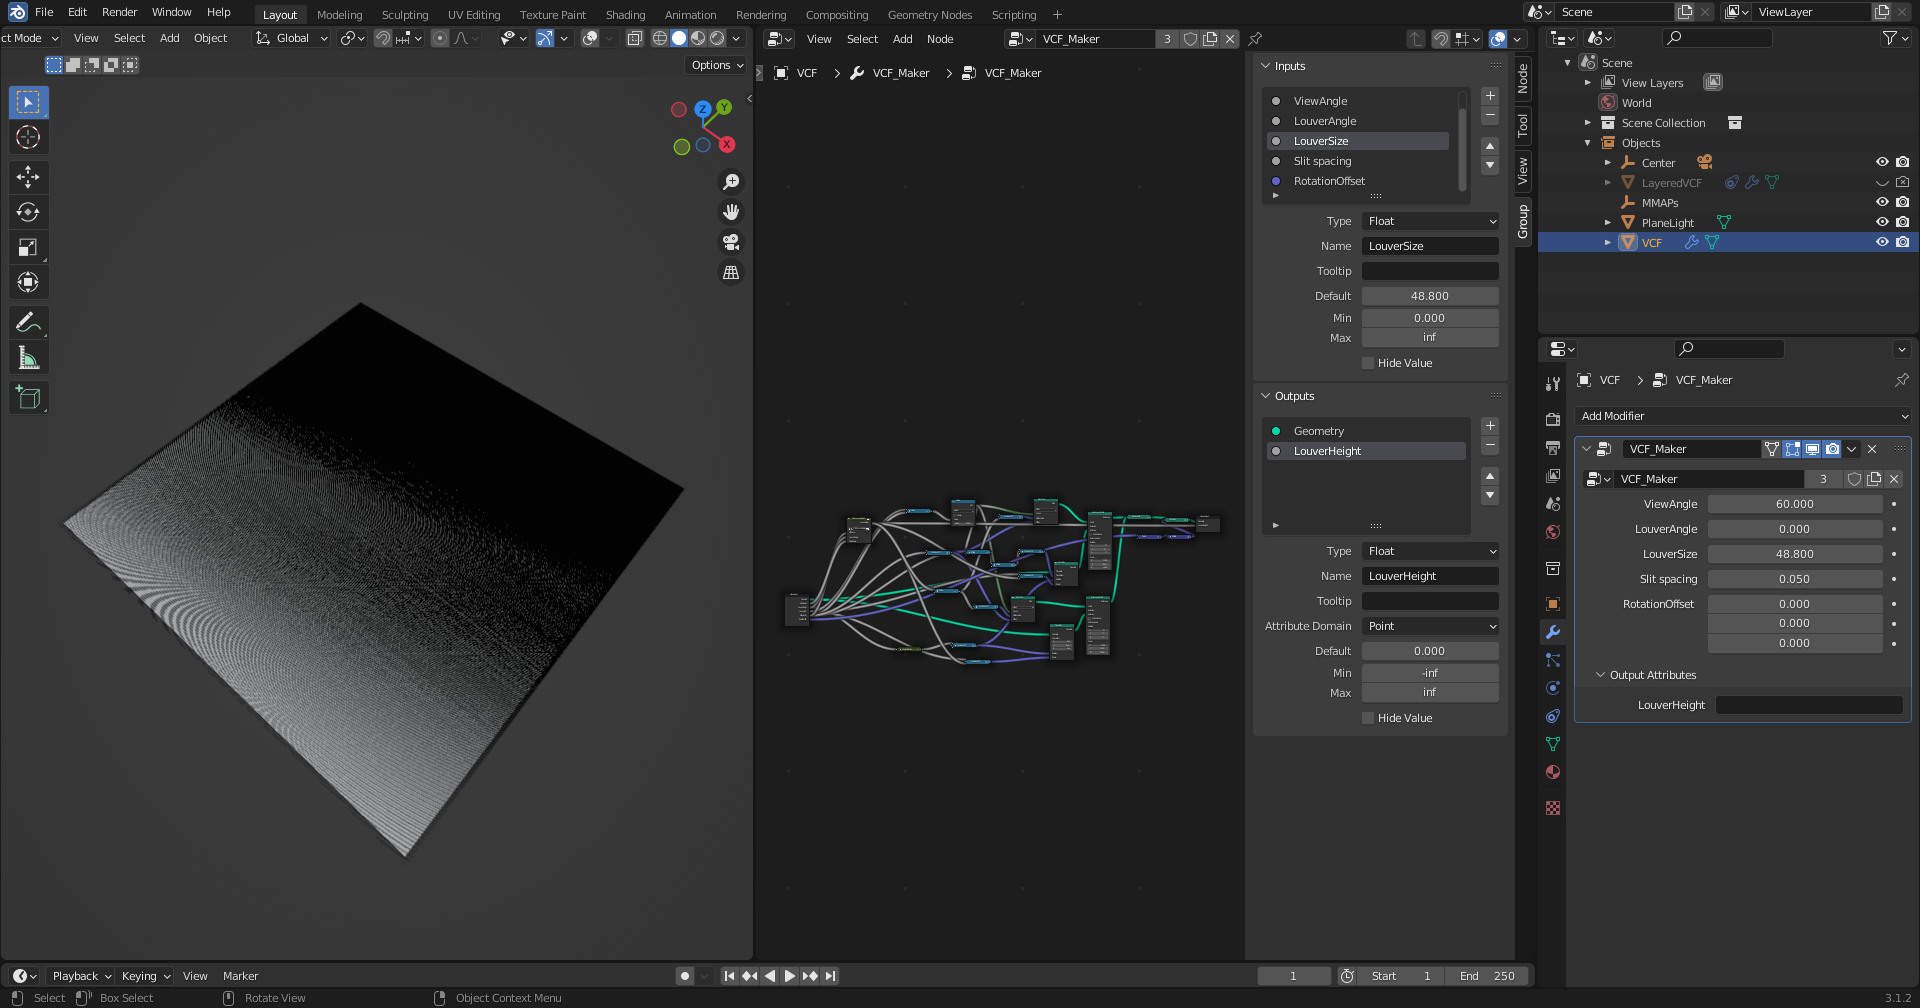 File Edit Render Window Help Layout Modeling Sculpting UV Editing Texture Paint Shading Animation Rendering Compositing Geometry Nodes Scripting + Scene ViewLayer
ct Mode View Select Add Object Global View Select Add Node VCF_Maker 3
Options
VCF > VCF_Maker > VCF_Maker
Z
Y
X
Inputs
ViewAngle
LouverAngle
LouverSize
Slit spacing
RotationOffset
Type Float
Name LouverSize
Tooltip
Default 48.800
Min 0.000
Max inf
Hide Value
Outputs
Geometry
LouverHeight
Type Float
Name LouverHeight
Tooltip
Attribute Domain Point
Default 0.000
Min -inf
Max inf
Hide Value
Node
Tool
View
Group
Scene
View Layers
World
Scene Collection
Objects
Center
LayeredVCF
MMAPs
PlaneLight
VCF
VCF > VCF_Maker
Add Modifier
VCF_Maker
VCF_Maker 3
ViewAngle 60.000
LouverAngle 0.000
LouverSize 48.800
Slit spacing 0.050
RotationOffset 0.000
0.000
0.000
Output Attributes
LouverHeight
Playback Keying View Marker 1 Start 1 End 250
Select Box Select Rotate View Object Context Menu 3.1.2